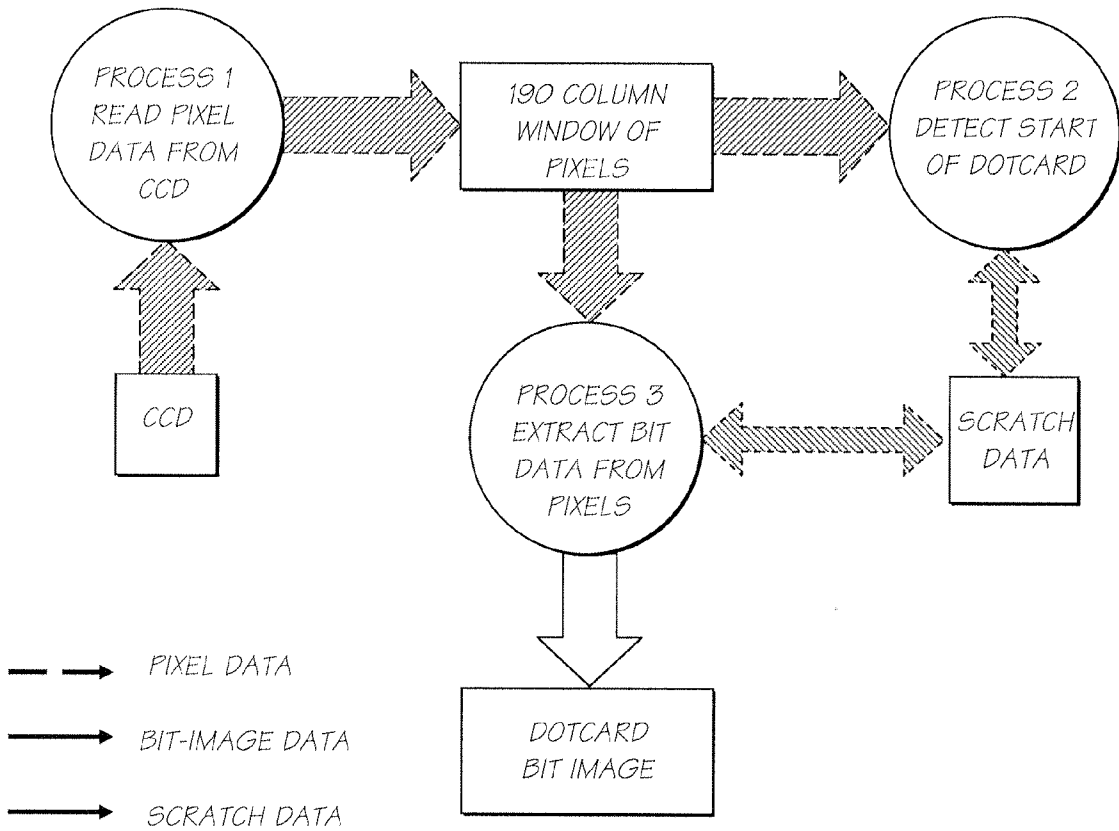 PROCESS 1
READ PIXEL
DATA FROM
CCD
190 COLUMN
WINDOW OF
PIXELS
PROCESS 2
DETECT START
OF DOTCARD
CCD
PROCESS 3
EXTRACT BIT
DATA FROM
PIXELS
SCRATCH
DATA
DOTCARD
BIT IMAGE
PIXEL DATA
BIT-IMAGE DATA
SCRATCH DATA